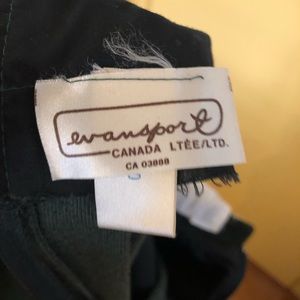 evansport
CANADA LTÉE/LTD.
CA 03888